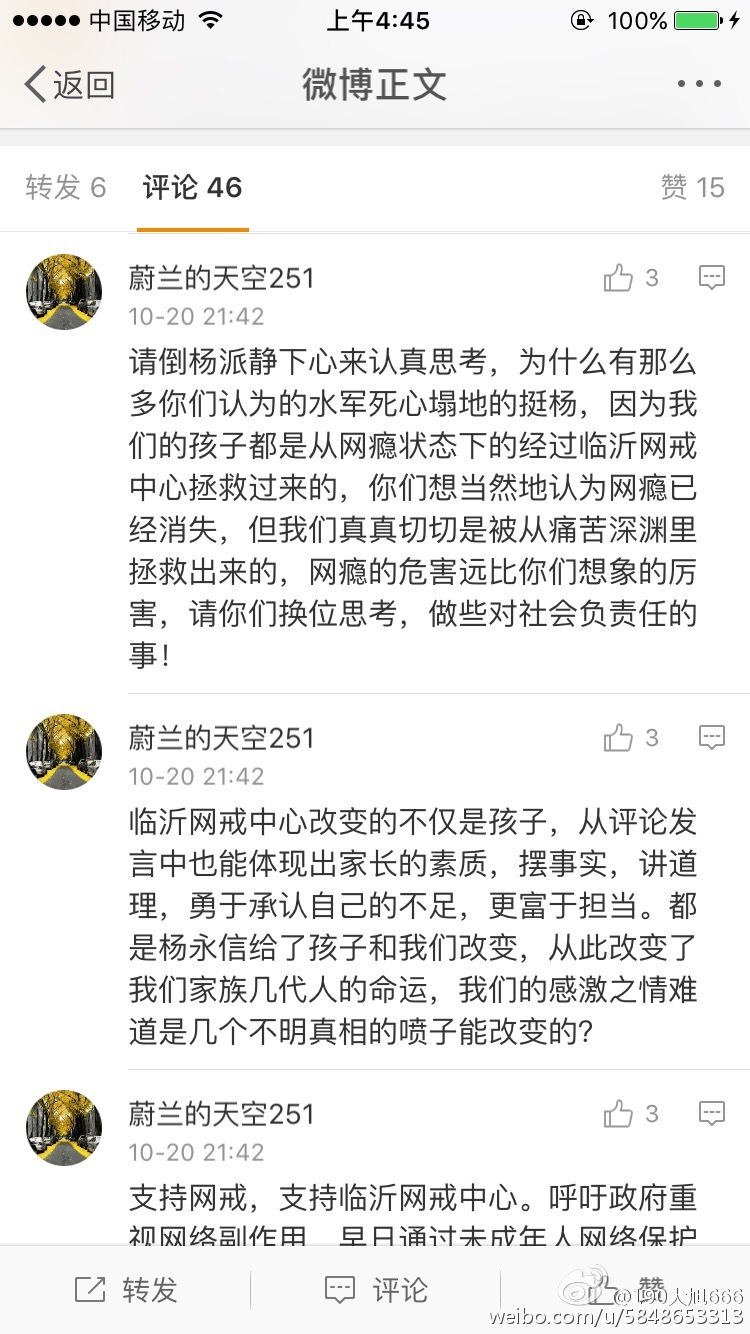 中国移动 上午4:45 100%
返回 微博正文
转发 6 评论 46 赞 15
蔚兰的天空251 3
10-20 21:42
请倒杨派静下心来认真思考，为什么有那么
多你们认为的水军死心塌地的挺杨，因为我
们的孩子都是从网瘾状态下的经过临沂网戒
中心拯救过来的，你们想当然地认为网瘾已
经消失，但我们真真切切是被从痛苦深渊里
拯救出来的，网瘾的危害远比你们想象的厉
害，请你们换位思考，做些对社会负责任的
事！
蔚兰的天空251 3
10-20 21:42
临沂网戒中心改变的不仅是孩子，从评论发
言中也能体现出家长的素质，摆事实，讲道
理，勇于承认自己的不足，更富于担当。都
是杨永信给了孩子和我们改变，从此改变了
我们家族几代人的命运，我们的感激之情难
道是几个不明真相的喷子能改变的？
蔚兰的天空251 3
10-20 21:42
支持网戒，支持临沂网戒中心。呼吁政府重
视网络副作用，早日通过未成年人网络保护
转发 评论 赞
@190大旭666
weibo.com/u/5848653313